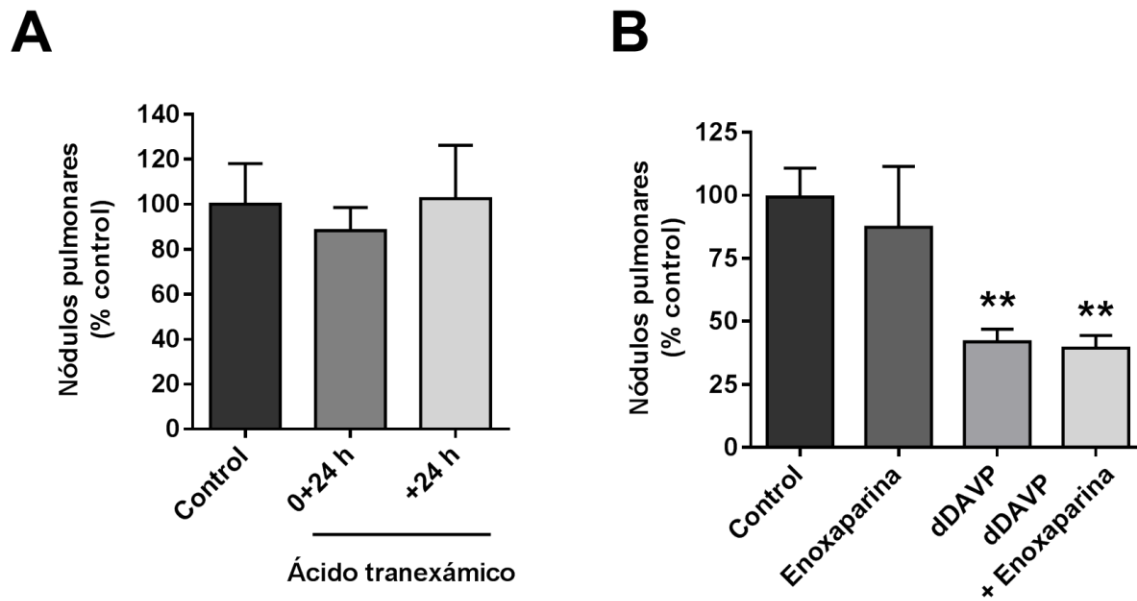 A
Nódulos pulmonares
(% control)
140
120
100
80
60
40
20
0
Control
0+24 h
+24 h
Ácido tranexámico
B
Nódulos pulmonares
(% control)
125
100
75
50
25
0
**
**
Control
Enoxaparina
dDAVP
dDAVP
+ Enoxaparina